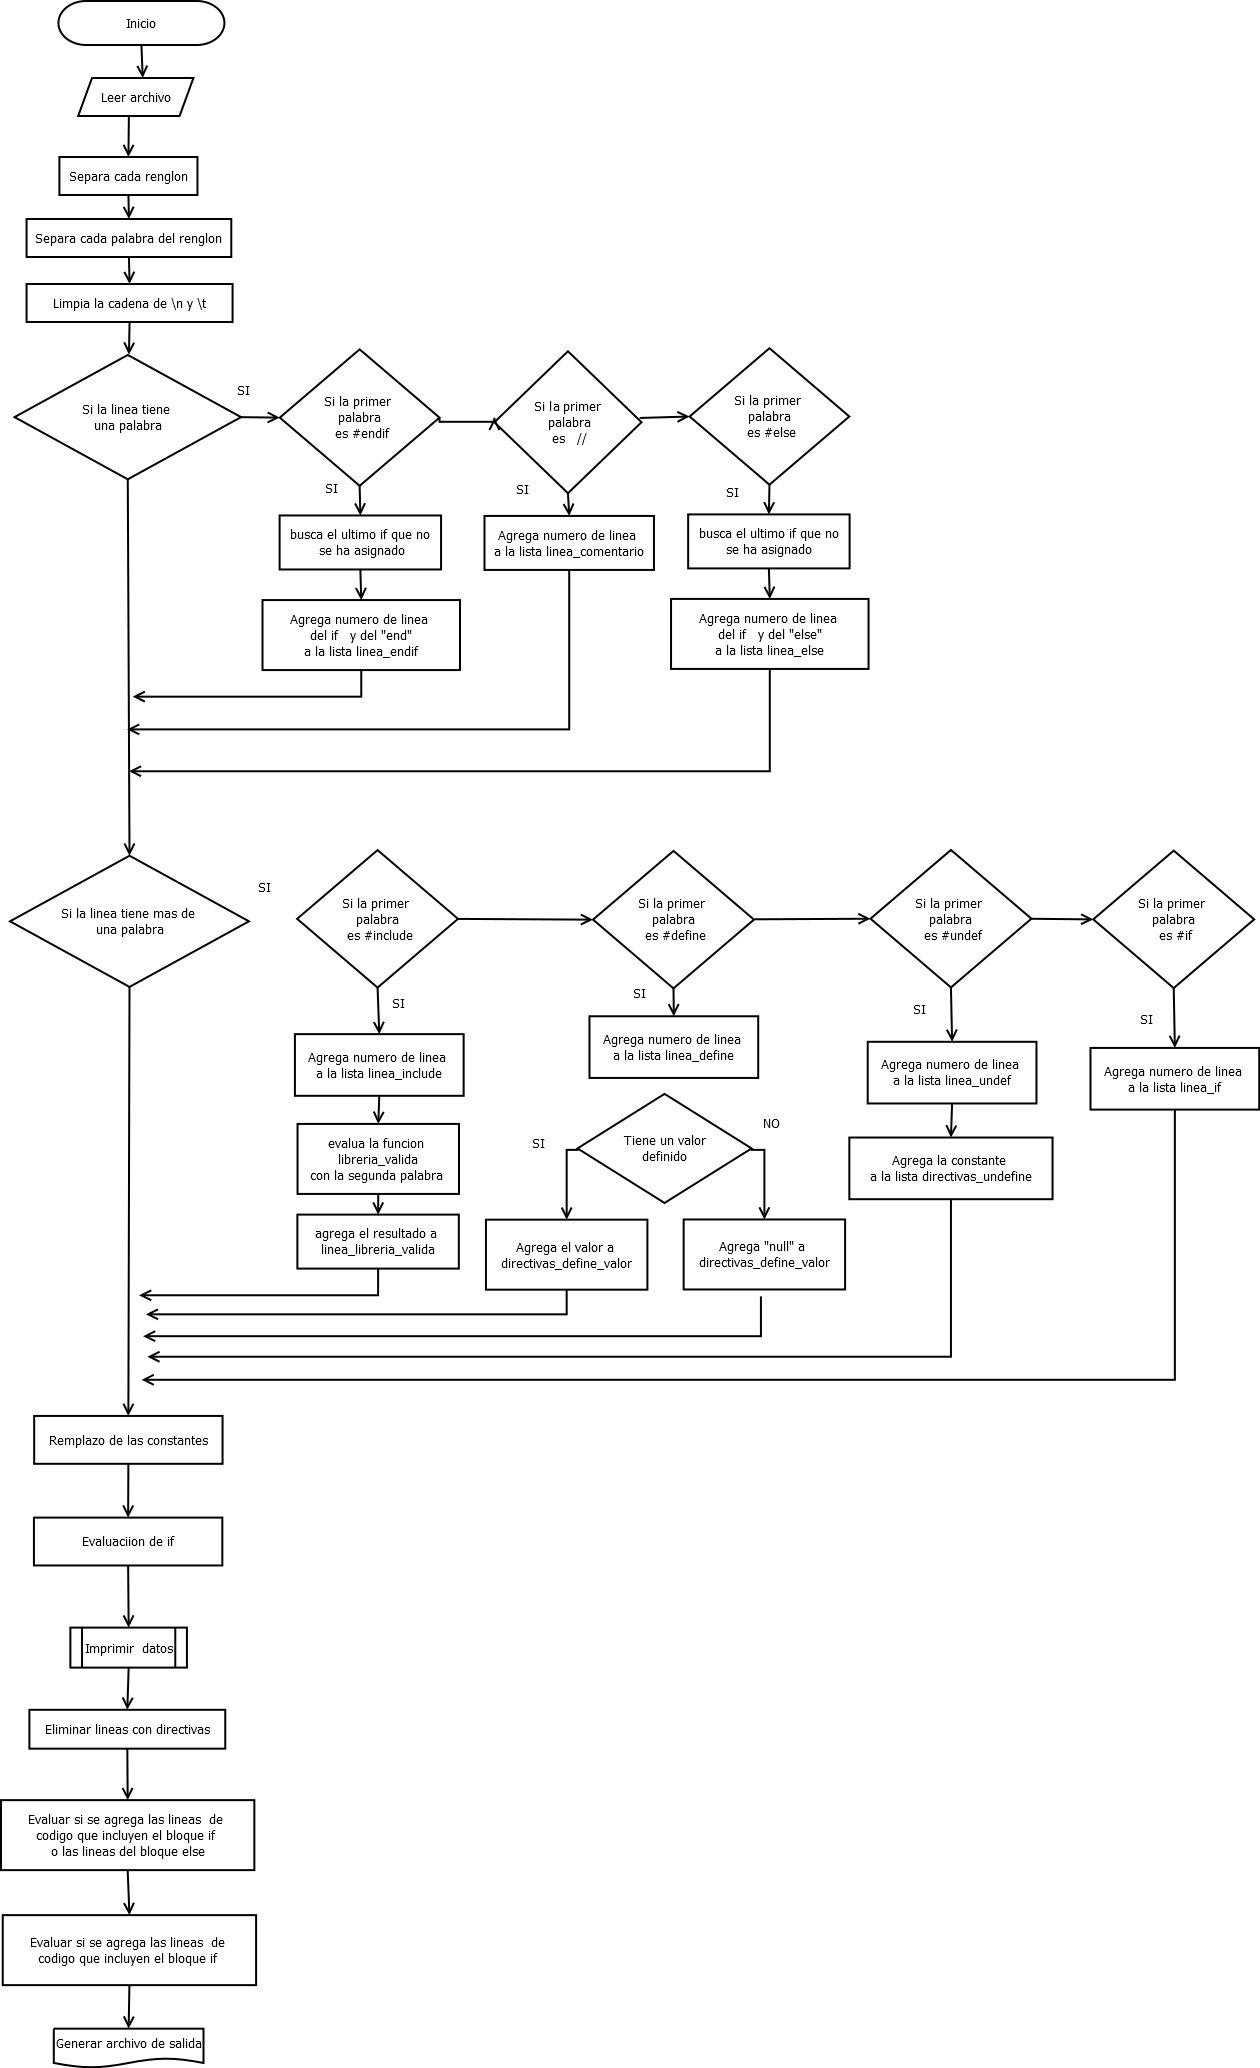 Inicio
Leer archivo
Separa cada renglon
Separa cada palabra del renglon
Limpia la cadena de \n y \t
Si la linea tiene
una palabra
SI
Si la primer
palabra
es #endif
Si la primer
palabra
es //
Si la primer
palabra
es #else
SI
busca el ultimo if que no
se ha asignado
Agrega numero de linea
del if y del "end"
a la lista linea_endif
SI
Agrega numero de linea
a la lista linea_comentario
SI
busca el ultimo if que no
se ha asignado
Agrega numero de linea
del if y del "else"
a la lista linea_else
Si la linea tiene mas de
una palabra
SI
Si la primer
palabra
es #include
Si la primer
palabra
es #define
Si la primer
palabra
es #undef
Si la primer
palabra
es #if
SI
Agrega numero de linea
a la lista linea_include
evalua la funcion
libreria_valida
con la segunda palabra
agrega el resultado a
linea_libreria_valida
SI
Agrega numero de linea
a la lista linea_define
Tiene un valor
definido
SI
NO
Agrega el valor a
directivas_define_valor
Agrega "null" a
directivas_define_valor
SI
Agrega numero de linea
a la lista linea_undef
Agrega la constante
a la lista directivas_undefine
SI
Agrega numero de linea
a la lista linea_if
Remplazo de las constantes
Evaluaciion de if
Imprimir datos
Eliminar lineas con directivas
Evaluar si se agrega las lineas de
codigo que incluyen el bloque if
o las lineas del bloque else
Evaluar si se agrega las lineas de
codigo que incluyen el bloque if
Generar archivo de salida